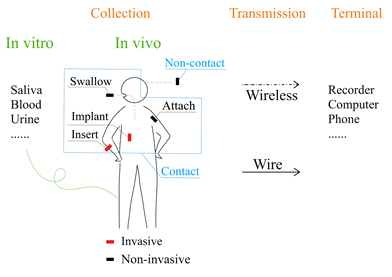 Collection Transmission Terminal
In vitro In vivo
Non-contact
Swallow
Saliva
Blood
Urine
......
Attach
Implant
Insert
Contact
Wireless
Wire
Recorder
Computer
Phone
......
Invasive
Non-invasive